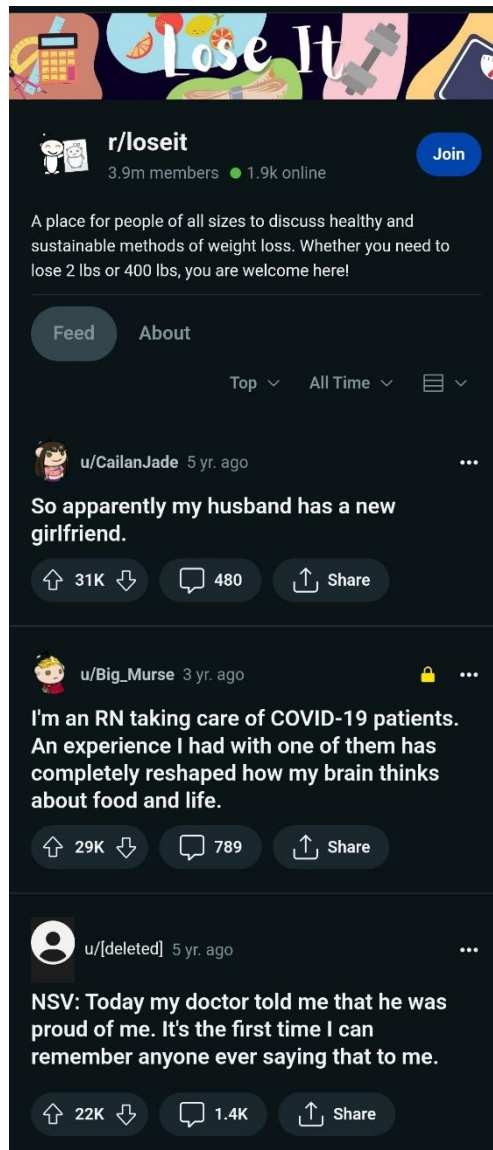 Lose It
r/loseit
3.9m members 1.9k online
Join
A place for people of all sizes to discuss healthy and
sustainable methods of weight loss. Whether you need to
lose 2 lbs or 400 lbs, you are welcome here!
Feed About
Top All Time
u/CailanJade 5 yr. ago
So apparently my husband has a new
girlfriend.
31K 480 Share
u/Big_Murse 3 yr. ago
I'm an RN taking care of COVID-19 patients.
An experience I had with one of them has
completely reshaped how my brain thinks
about food and life.
29K 789 Share
u/[deleted] 5 yr. ago
NSV: Today my doctor told me that he was
proud of me. It's the first time I can
remember anyone ever saying that to me.
22K 1.4K Share